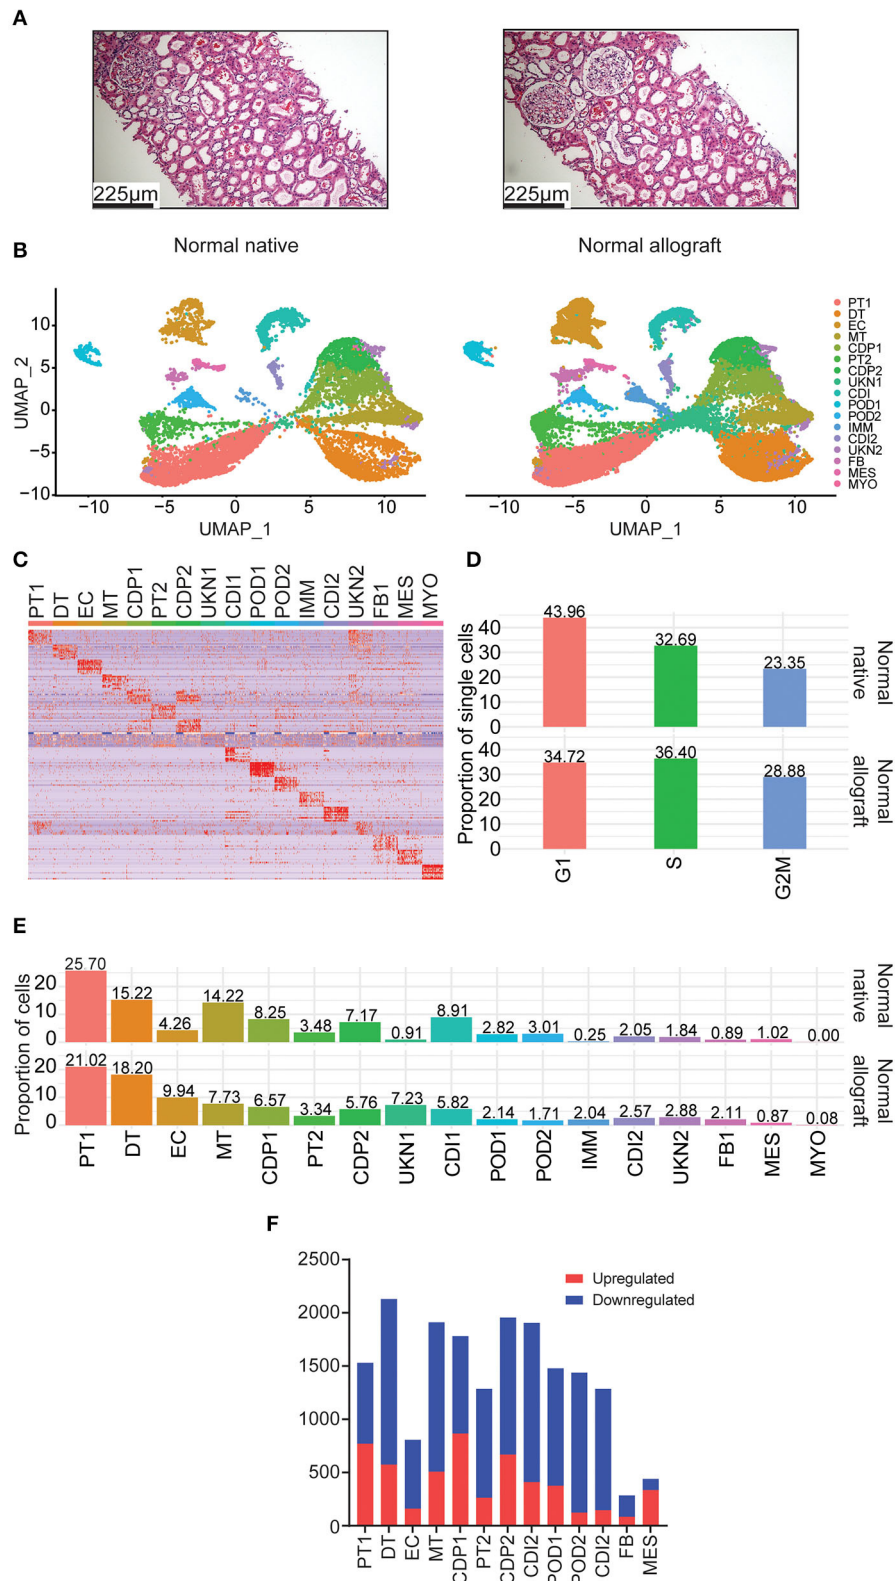 A
225µm
225µm
Normal native
Normal allograft
B
UMAP_2
10
5
0
−5
−10
−10
−5
0
5
10
UMAP_1
−10
−5
0
5
10
UMAP_1
PT1
DT
EC
MT
CDP1
PT2
CDP2
UKN1
CDI
POD1
POD2
IMM
CDI2
UKN2
FB
MES
MYO
C
PT1
DT
EC
MT
CDP1
PT2
CDP2
UKN1
CDI1
POD1
POD2
IMM
CDI2
UKN2
FB1
MES
MYO
D
Proportion of single cells
40
30
20
10
0
43.96
32.69
23.35
Normal
native
40
30
20
10
0
34.72
36.40
28.88
Normal
allograft
G1
S
G2M
E
Proportion of cells
20
10
0
25.70
15.22
4.26
14.22
8.25
3.48
7.17
0.91
8.91
2.82
3.01
0.25
2.05
1.84
0.89
1.02
0.00
Normal
native
20
10
0
21.02
18.20
9.94
7.73
6.57
3.34
5.76
7.23
5.82
2.14
1.71
2.04
2.57
2.88
2.11
0.87
0.08
Normal
allograft
PT1
DT
EC
MT
CDP1
PT2
CDP2
UKN1
CDI1
POD1
POD2
IMM
CDI2
UKN2
FB1
MES
MYO
F
2500
2000
1500
1000
500
0
Upregulated
Downregulated
PT1
DT
EC
MT
CDP1
PT2
CDP2
CDI2
POD1
POD2
CDI2
FB
MES